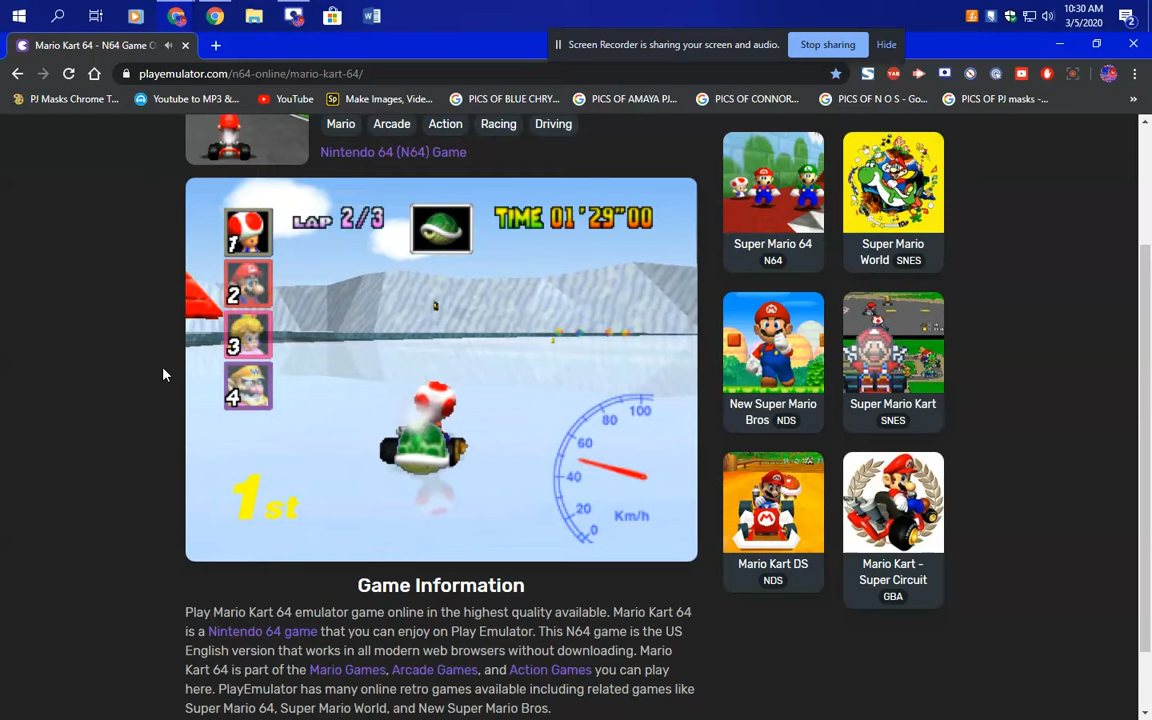 10:30 AM
3/5/2020
2
Mario Kart 64 - N64 Game O
Screen Recorder is sharing your screen and audio.
Stop sharing
Hide
playemulator.com/n64-online/mario-kart-64/
PJ Masks Chrome T...
Youtube to MP3 &...
YouTube
Sp Make Images, Vide...
PICS OF BLUE CHRY...
PICS OF AMAYA PJ...
PICS OF CONNOR...
PICS OF N O S - Go...
PICS OF PJ masks -...
Mario
Arcade
Action
Racing
Driving
Nintendo 64 (N64) Game
LAP 2/3
TIME 01'29"00
1
2
3
4
1st
100
80
60
40
20
0
Km/h
Super Mario 64
N64
Super Mario
World SNES
New Super Mario
Bros NDS
Super Mario Kart
SNES
Mario Kart DS
NDS
Mario Kart -
Super Circuit
GBA
Game Information
Play Mario Kart 64 emulator game online in the highest quality available. Mario Kart 64
is a Nintendo 64 game that you can enjoy on Play Emulator. This N64 game is the US
English version that works in all modern web browsers without downloading. Mario
Kart 64 is part of the Mario Games, Arcade Games, and Action Games you can play
here. PlayEmulator has many online retro games available including related games like
Super Mario 64, Super Mario World, and New Super Mario Bros.